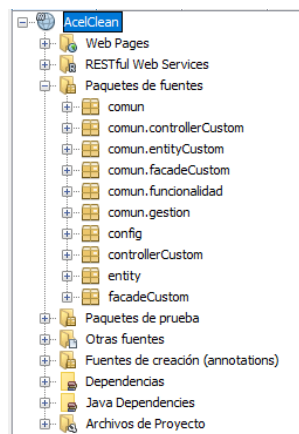 AcelClean
Web Pages
RESTful Web Services
Paquetes de fuentes
comun
comun.controllerCustom
comun.entityCustom
comun.facadeCustom
comun.funcionalidad
comun.gestion
config
controllerCustom
entity
facadeCustom
Paquetes de prueba
Otras fuentes
Fuentes de creación (annotations)
Dependencias
Java Dependencies
Archivos de Proyecto